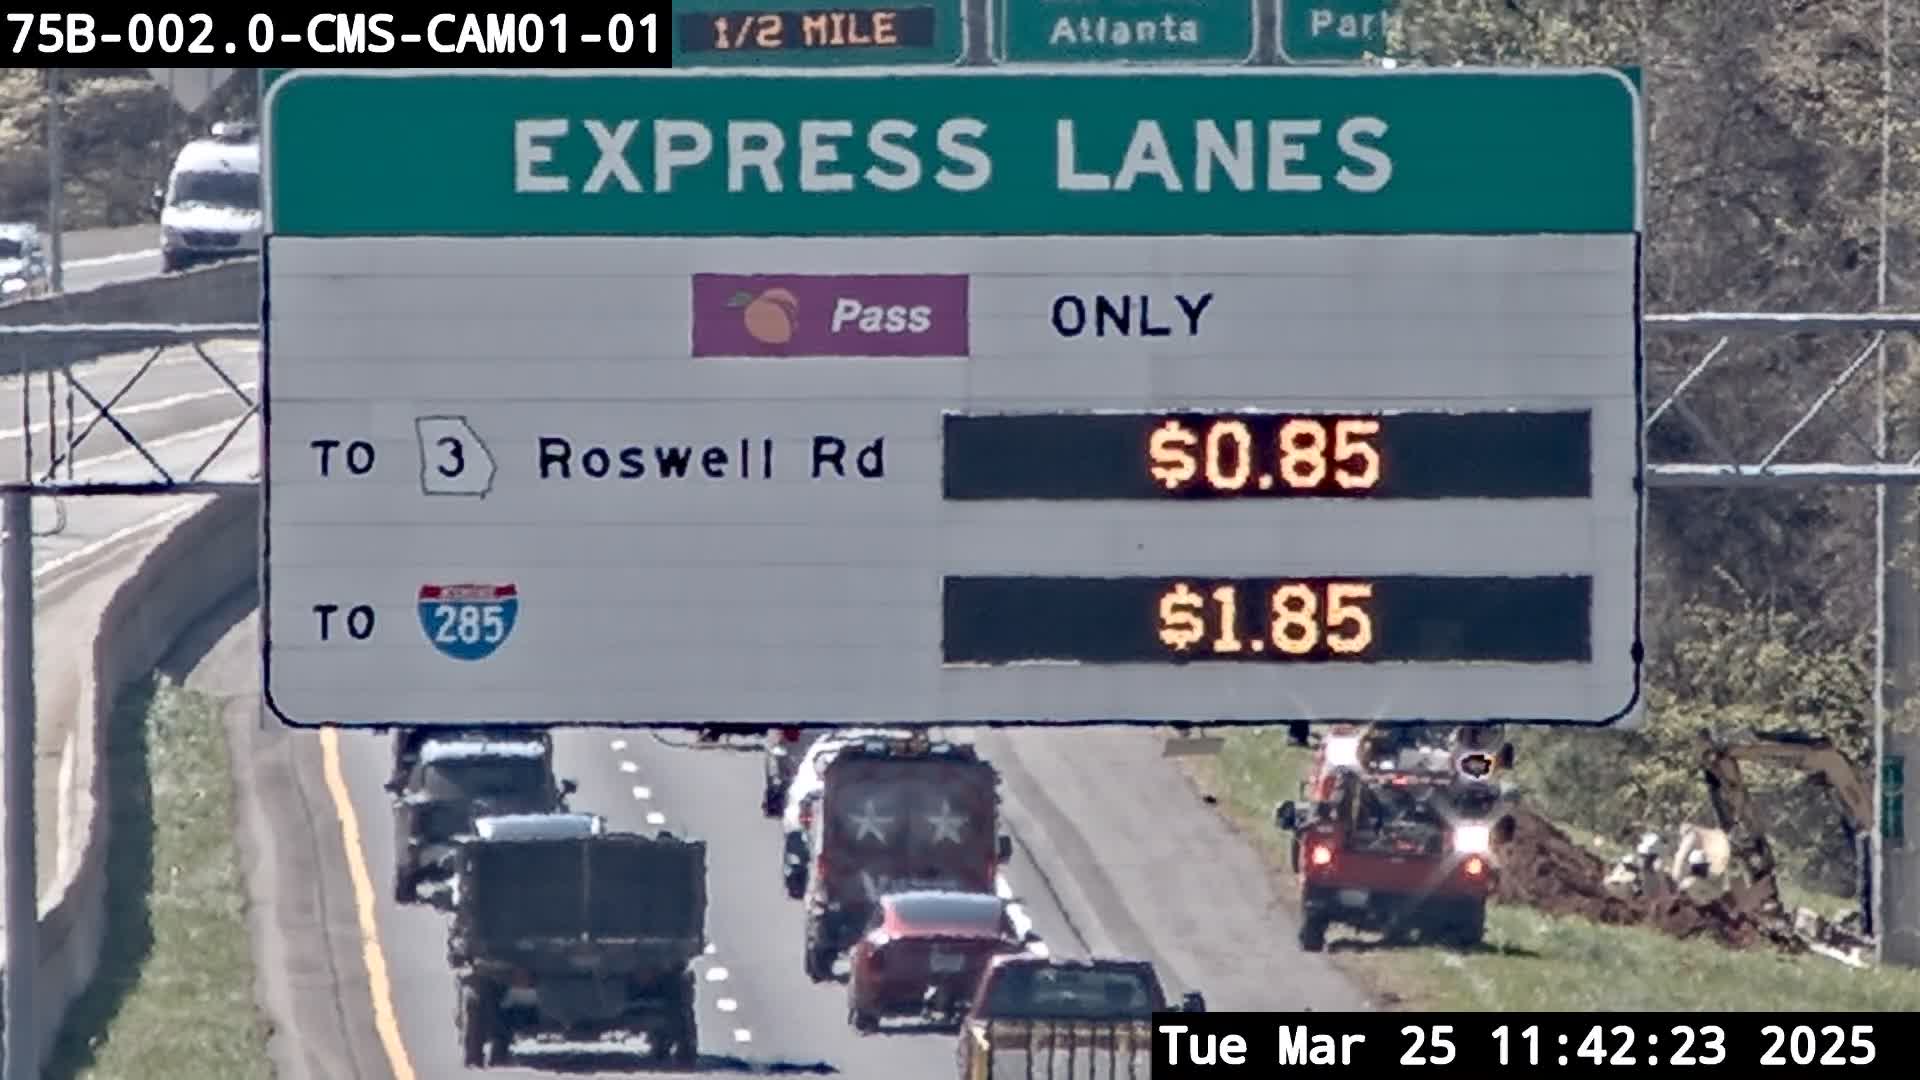 75B-002.0-CMS-CAM01-01
1/2 MILE
Atlanta
EXPRESS LANES
Pass ONLY
TO 3 Roswell Rd $0.85
TO 285 $1.85
Tue Mar 25 11:42:23 2025